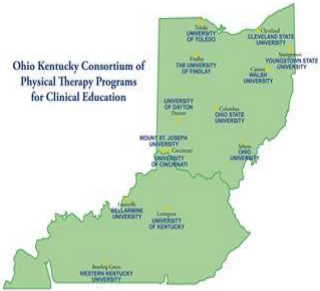 Ohio Kentucky Consortium of
Physical Therapy Programs
for Clinical Education
Toledo
UNIVERSITY
OF TOLEDO
Cleveland
CLEVELAND STATE
UNIVERSITY
Findlay
THE UNIVERSITY
OF FINDLAY
Youngstown
YOUNGSTOWN STATE
UNIVERSITY
Canton
WALSH
UNIVERSITY
UNIVERSITY
OF DAYTON
Dayton
Columbus
OHIO STATE
UNIVERSITY
MOUNT ST. JOSEPH
UNIVERSITY
Cincinnati
UNIVERSITY
OF CINCINNATI
Athens
OHIO
UNIVERSITY
Louisville
BELLARMINE
UNIVERSITY
Lexington
UNIVERSITY
OF KENTUCKY
Bowling Green
WESTERN KENTUCKY
UNIVERSITY